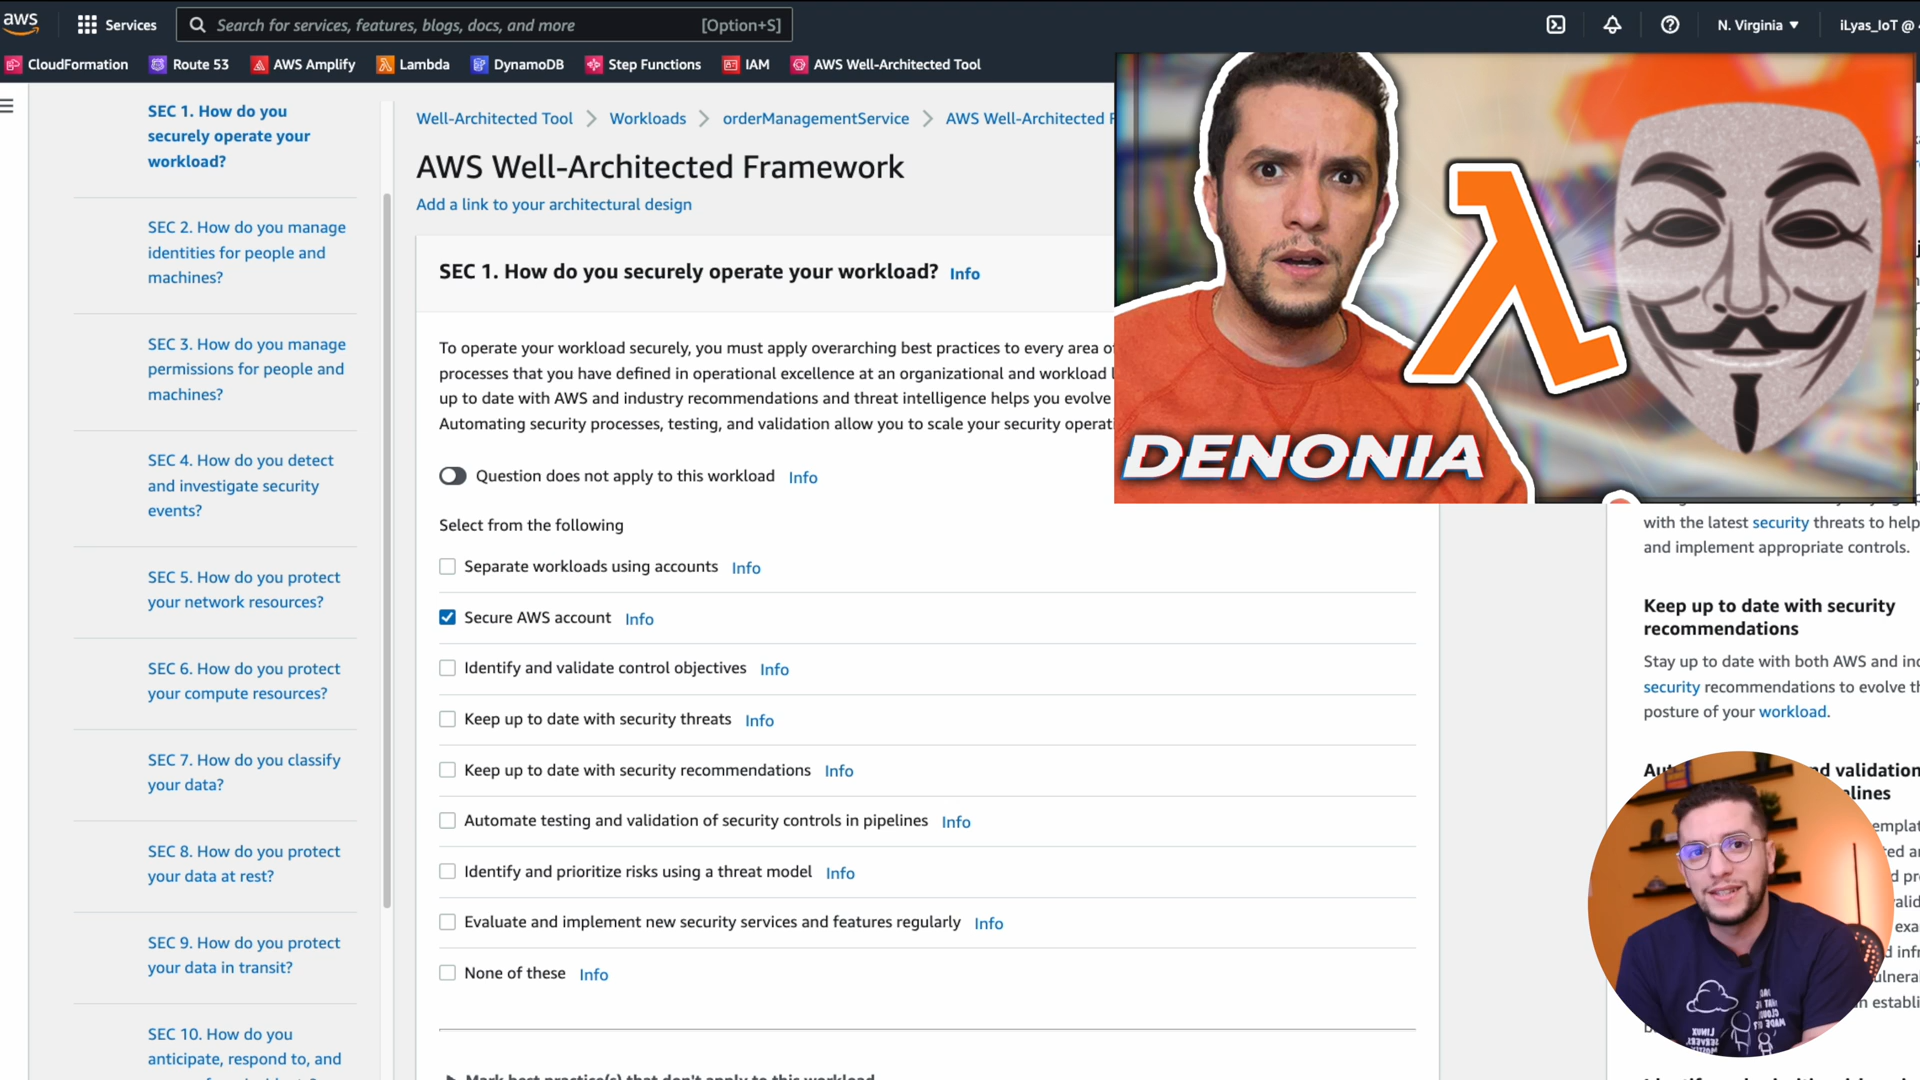 aws
Services
Search for services, features, blogs, docs, and more
[Option+S]
N. Virginia
iLyas_IoT @
CloudFormation
Route 53
AWS Amplify
Lambda
DynamoDB
Step Functions
IAM
AWS Well-Architected Tool
SEC 1. How do you
securely operate your
workload?
SEC 2. How do you manage
identities for people and
machines?
SEC 3. How do you manage
permissions for people and
machines?
SEC 4. How do you detect
and investigate security
events?
SEC 5. How do you protect
your network resources?
SEC 6. How do you protect
your compute resources?
SEC 7. How do you classify
your data?
SEC 8. How do you protect
your data at rest?
SEC 9. How do you protect
your data in transit?
SEC 10. How do you
anticipate, respond to, and
Well-Architected Tool
Workloads
orderManagementService
AWS Well-Architected F
AWS Well-Architected Framework
Add a link to your architectural design
SEC 1. How do you securely operate your workload? Info
To operate your workload securely, you must apply overarching best practices to every area o
processes that you have defined in operational excellence at an organizational and workload l
up to date with AWS and industry recommendations and threat intelligence helps you evolve
Automating security processes, testing, and validation allow you to scale your security operati
Question does not apply to this workload Info
Select from the following
Separate workloads using accounts Info
Secure AWS account Info
Identify and validate control objectives Info
Keep up to date with security threats Info
Keep up to date with security recommendations Info
Automate testing and validation of security controls in pipelines Info
Identify and prioritize risks using a threat model Info
Evaluate and implement new security services and features regularly Info
None of these Info
Mark best practice(s) that don't apply to this workload
DENONIA
with the latest security threats to help
and implement appropriate controls.
Keep up to date with security
recommendations
Stay up to date with both AWS and ind
security recommendations to evolve th
posture of your workload.
Aut
d validation
lines
emplat